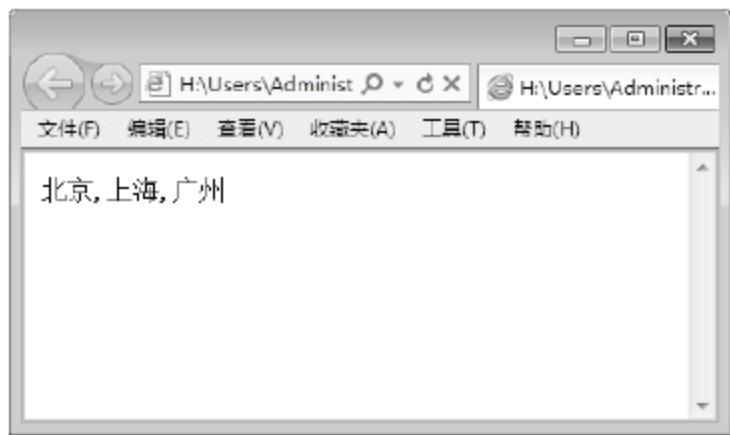 H:\Users\Administ
H:\Users\Administr...
文件(F) 编辑(E) 查看(V) 收藏夹(A) 工具(T) 帮助(H)
北京,上海,广州